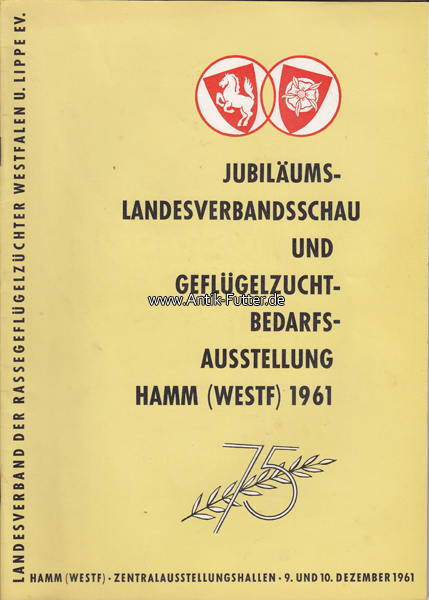 LANDESVERBAND DER RASSEGEFLÜGELZÜCHTER WESTFALEN U. LIPPE EV.
JUBILÄUMS-
LANDESVERBANDSSCHAU
UND
GEFLÜGELZUCHT-
www.Antik-Futter.de
BEDARFS-
AUSSTELLUNG
HAMM (WESTF) 1961
75
HAMM (WESTF) · ZENTRALAUSSTELLUNGSHALLEN · 9. UND 10. DEZEMBER 1961